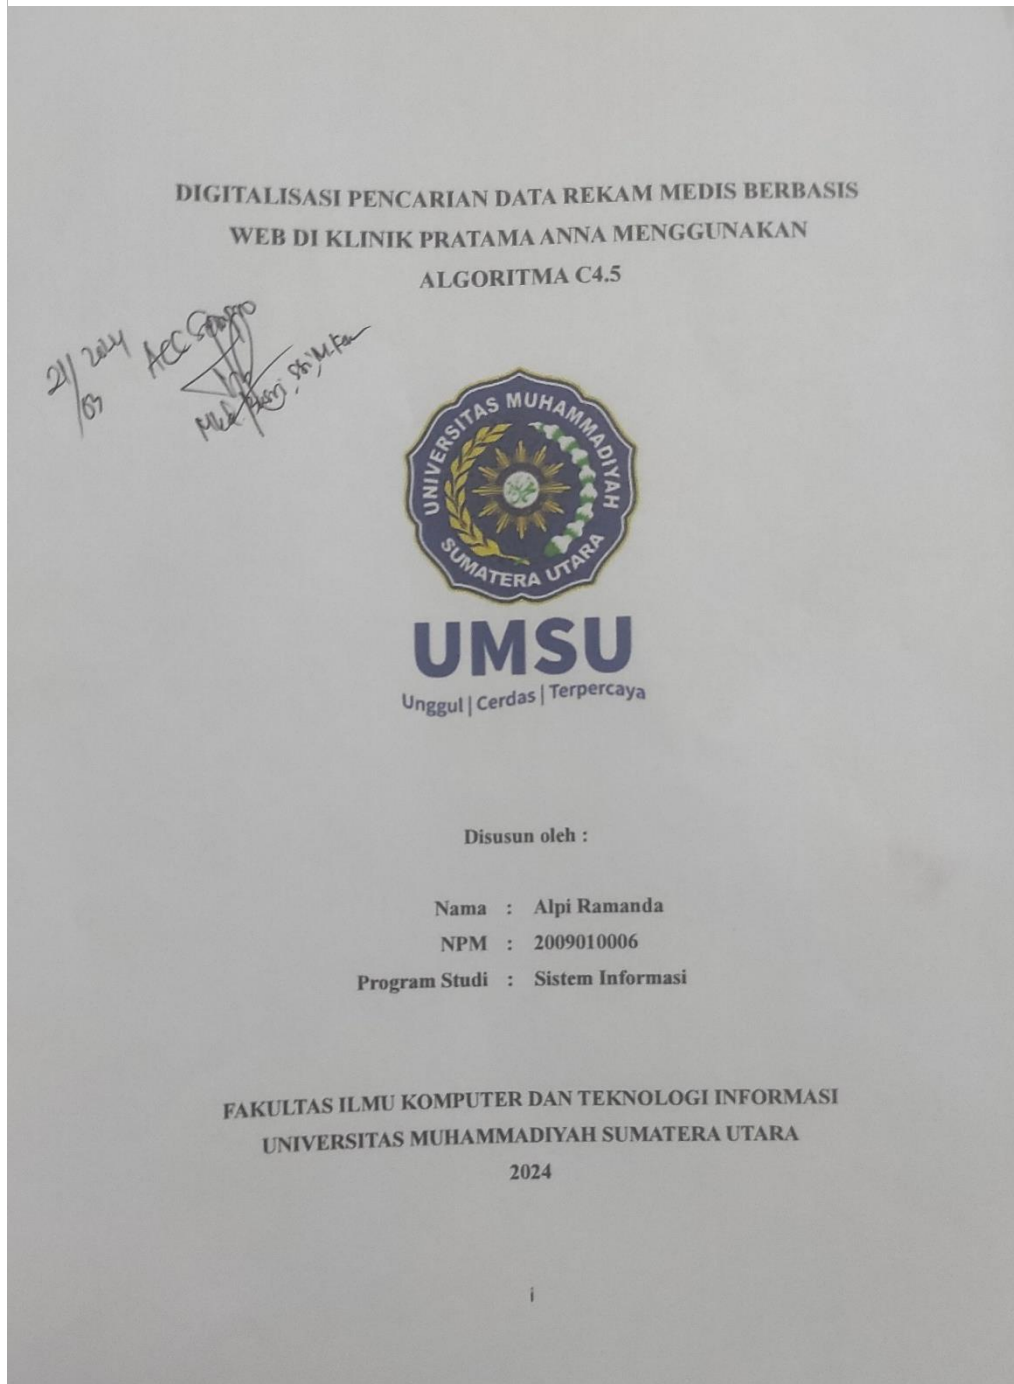 DIGITALISASI PENCARIAN DATA REKAM MEDIS BERBASIS
WEB DI KLINIK PRATAMA ANNA MENGGUNAKAN
ALGORITMA C4.5
21/2024
03
ACC
M.Kom
UNIVERSITAS MUHAMMADIYAH
SUMATERA UTARA
UMSU
Unggul | Cerdas | Terpercaya
Disusun oleh :
Nama : Alpi Ramanda
NPM : 2009010006
Program Studi : Sistem Informasi
FAKULTAS ILMU KOMPUTER DAN TEKNOLOGI INFORMASI
UNIVERSITAS MUHAMMADIYAH SUMATERA UTARA
2024
i